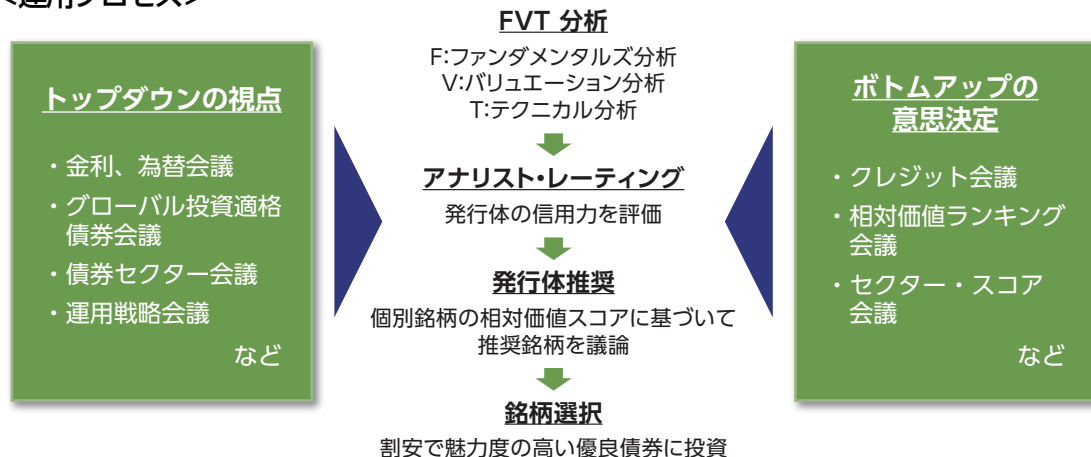 <運用プロセス>
トップダウンの視点
・金利、為替会議
・グローバル投資適格
債券会議
・債券セクター会議
・運用戦略会議
など
FVT 分析
F:ファンダメンタルズ分析
V:バリュエーション分析
T:テクニカル分析
アナリスト・レーティング
発行体の信用力を評価
発行体推奨
個別銘柄の相対価値スコアに基づいて
推奨銘柄を議論
銘柄選択
割安で魅力度の高い優良債券に投資
ボトムアップの
意思決定
・クレジット会議
・相対価値ランキング
会議
・セクター・スコア
会議
など